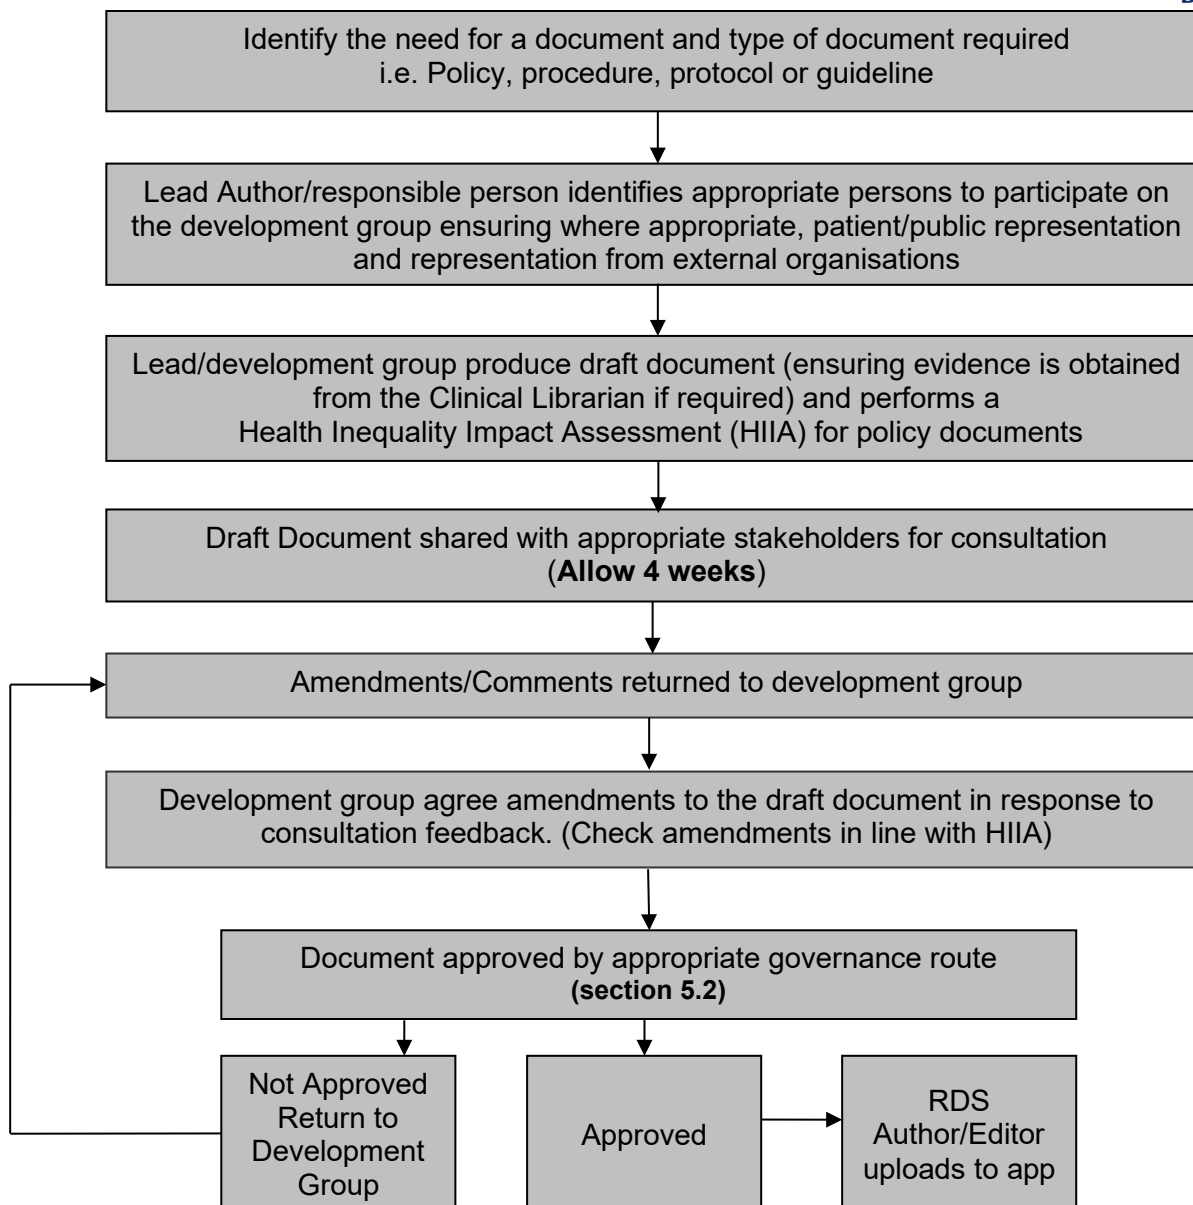 Identify the need for a document and type of document required
i.e. Policy, procedure, protocol or guideline
Lead Author/responsible person identifies appropriate persons to participate on
the development group ensuring where appropriate, patient/public representation
and representation from external organisations
Lead/development group produce draft document (ensuring evidence is obtained
from the Clinical Librarian if required) and performs a
Health Inequality Impact Assessment (HIIA) for policy documents
Draft Document shared with appropriate stakeholders for consultation
(Allow 4 weeks)
Amendments/Comments returned to development group
Development group agree amendments to the draft document in response to
consultation feedback. (Check amendments in line with HIIA)
Document approved by appropriate governance route
(section 5.2)
Not Approved
Return to
Development
Group
Approved
RDS
Author/Editor
uploads to app